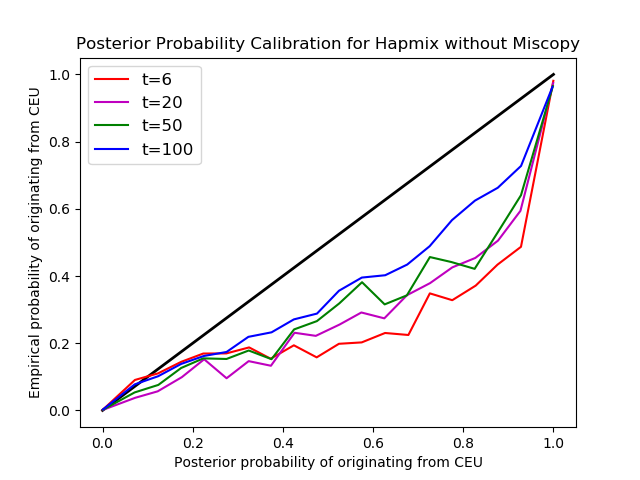 Posterior Probability Calibration for Hapmix without Miscopy
t=6
t=20
t=50
t=100
Empirical probability of originating from CEU
1.0
0.8
0.6
0.4
0.2
0.0
0.0 0.2 0.4 0.6 0.8 1.0
Posterior probability of originating from CEU